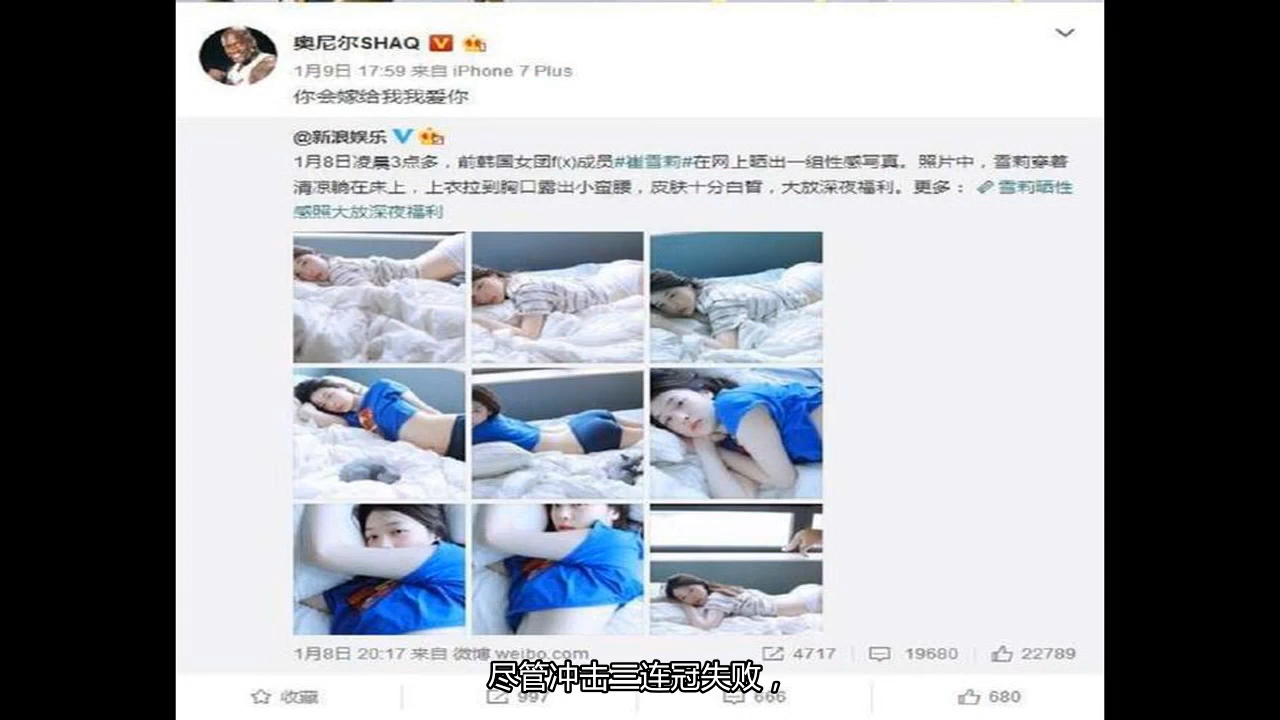 奥尼尔SHAQ
1月9日 17:59 来自 iPhone 7 Plus
你会嫁给我我爱你
@新浪娱乐
1月8日凌晨3点多，前韩国女团f(x)成员#崔雪莉#在网上晒出一组性感写真。照片中，雪莉穿着
清凉躺在床上，上衣拉到胸口露出小蛮腰，皮肤十分白皙，大放深夜福利。更多： 雪莉晒性
感照大放深夜福利
1月8日 20:17 来自 微博 weibo.com 4717 19680 22789
尽管冲击三连冠失败，
收藏 997 666 680